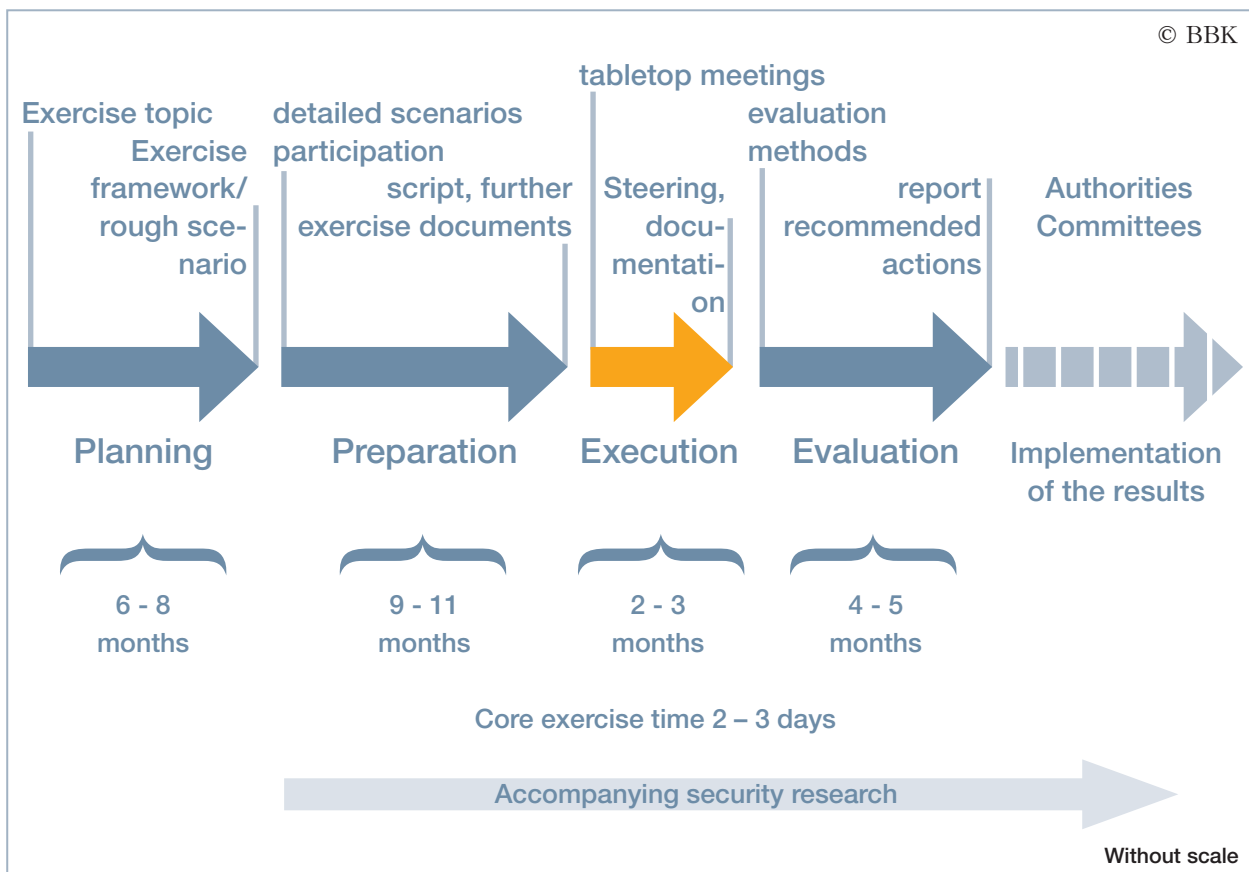 © BBK
tabletop meetings
Exercise topic
Exercise
framework/
rough sce-
nario
detailed scenarios
participation
script, further
exercise documents
Steering,
docu-
mentati-
on
evaluation
methods
report
recommended
actions
Authorities
Committees
Planning
Preparation
Execution
Evaluation
Implementation
of the results
6 - 8
months
9 - 11
months
2 - 3
months
4 - 5
months
Core exercise time 2 – 3 days
Accompanying security research
Without scale